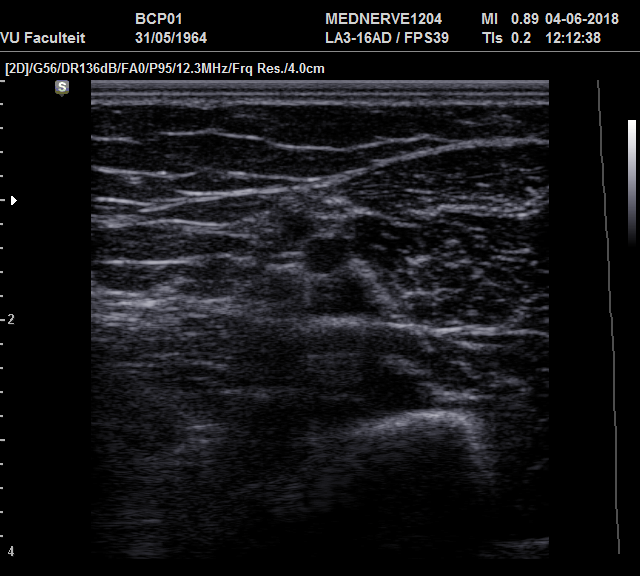 BCP01 MEDNERVE1204 MI 0.89 04-06-2018
VU Faculteit 31/05/1964 LA3-16AD / FPS39 TIs 0.2 12:12:38
[2D]/G56/DR136dB/FA0/P95/12.3MHz/Frq Res./4.0cm
S
2
4